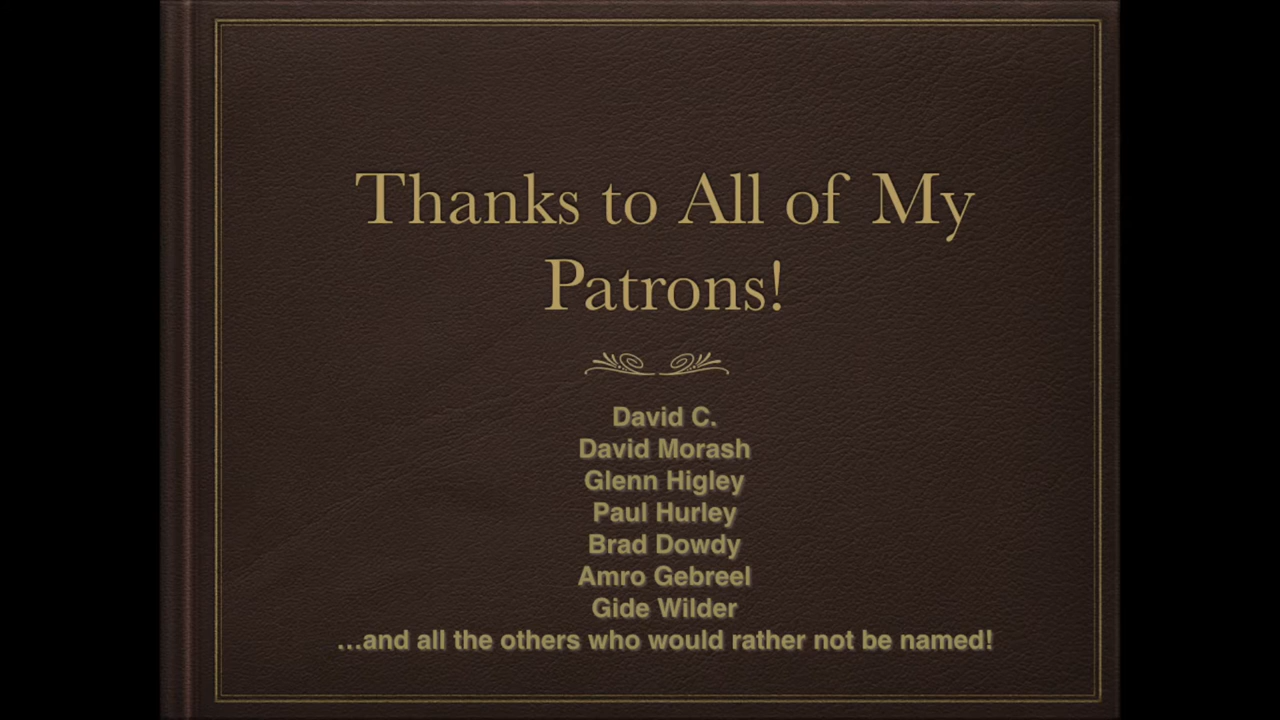 Thanks to All of My
Patrons!
David C.
David Morash
Glenn Higley
Paul Hurley
Brad Dowdy
Amro Gebreel
Gide Wilder
…and all the others who would rather not be named!